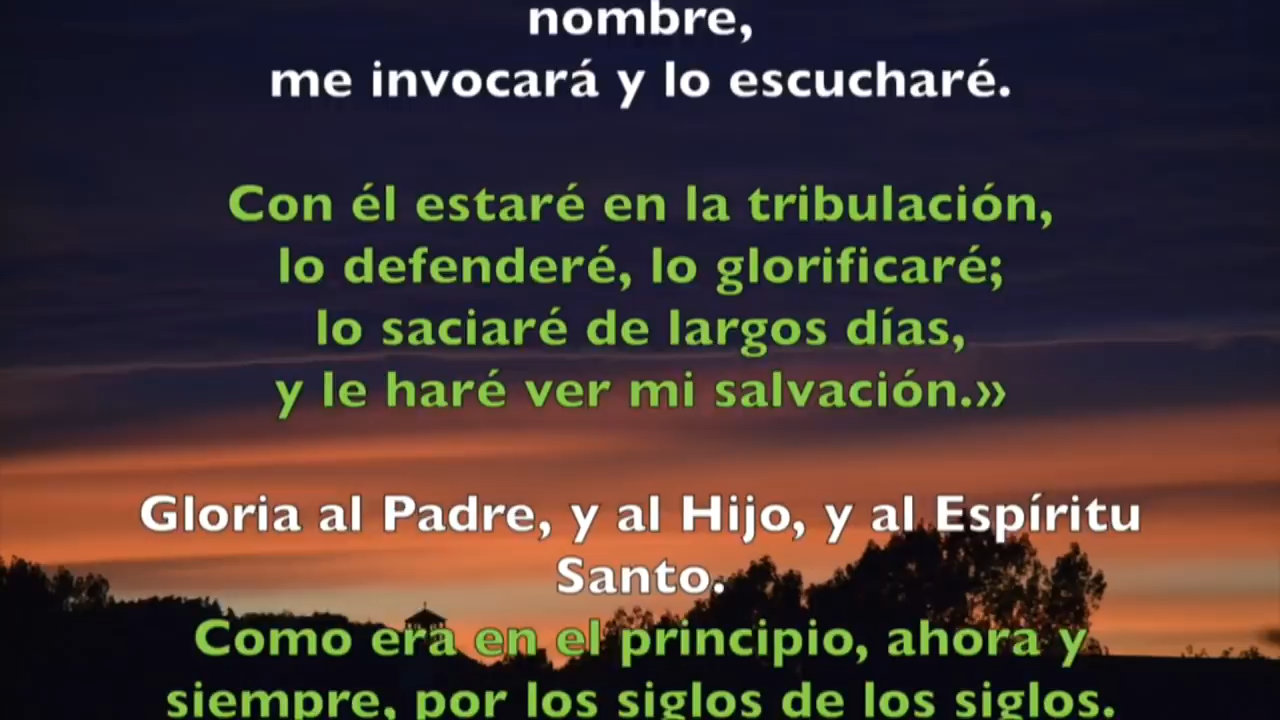 nombre,
me invocará y lo escucharé.
Con él estaré en la tribulación,
lo defenderé, lo glorificaré;
lo saciaré de largos días,
y le haré ver mi salvación.»
Gloria al Padre, y al Hijo, y al Espíritu
Santo.
Como era en el principio, ahora y
siempre, por los siglos de los siglos.